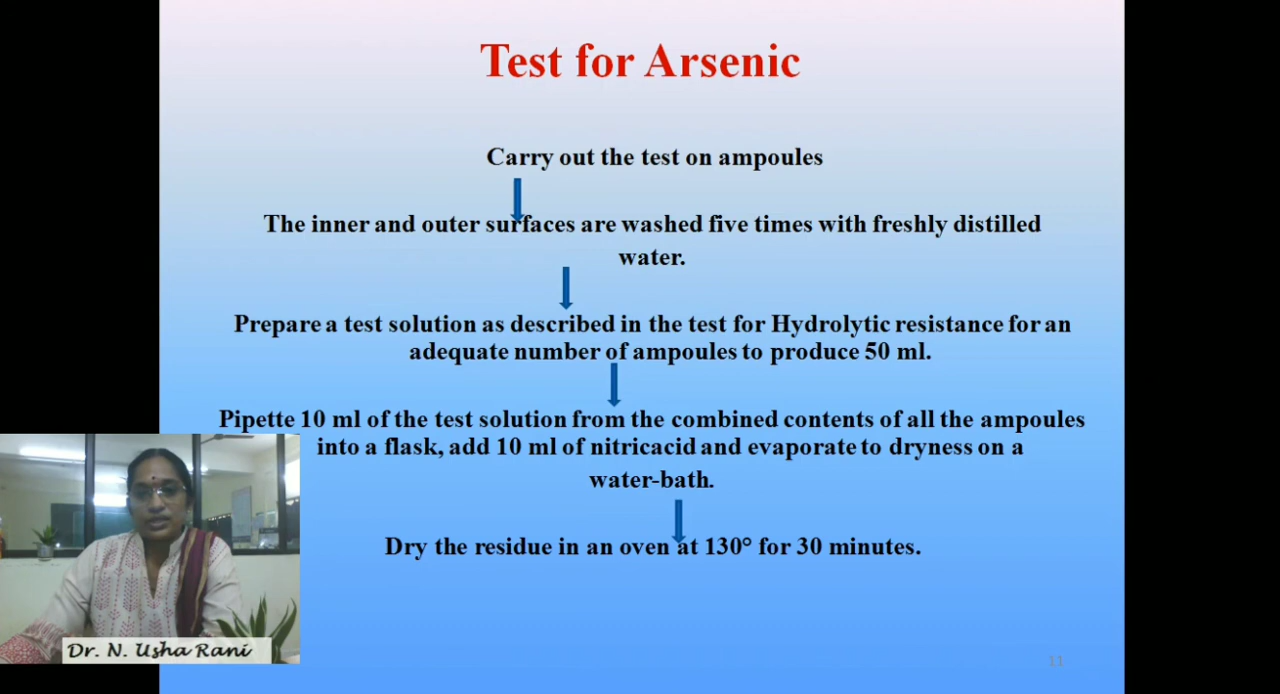 Test for Arsenic
Carry out the test on ampoules
The inner and outer surfaces are washed five times with freshly distilled
water.
Prepare a test solution as described in the test for Hydrolytic resistance for an
adequate number of ampoules to produce 50 ml.
Pipette 10 ml of the test solution from the combined contents of all the ampoules
into a flask, add 10 ml of nitricacid and evaporate to dryness on a
water-bath.
Dry the residue in an oven at 130° for 30 minutes.
Dr. N. Usha Rani
11